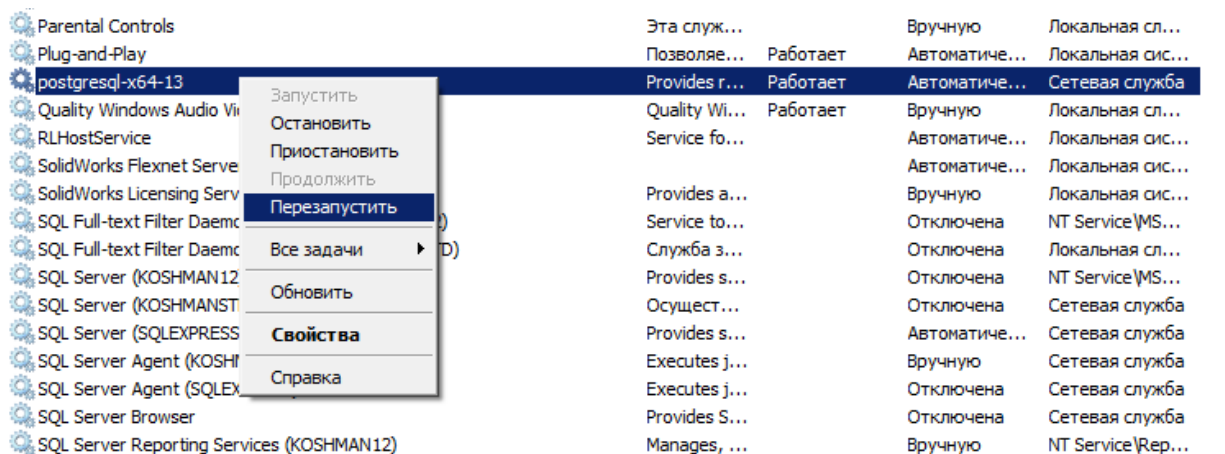 Parental Controls Эта служ... Вручную Локальная сл...
Plug-and-Play Позволяе... Работает Автоматиче... Локальная сис...
postgresql-x64-13 Provides r... Работает Автоматиче... Сетевая служба
Запустить
Quality Windows Audio Vi Quality Wi... Работает Вручную Локальная сл...
Остановить
RLHostService Service fo... Автоматиче... Локальная сис...
Приостановить
SolidWorks Flexnet Server Автоматиче... Локальная сис...
Продолжить
SolidWorks Licensing Serv Provides a... Вручную Локальная сис...
Перезапустить
SQL Full-text Filter Daemo 2) Service to... Отключена NT Service\MS...
Все задачи
SQL Full-text Filter Daemo TD) Служба з... Отключена Локальная сл...
SQL Server (KOSHMAN12 Provides s... Отключена NT Service\MS...
Обновить
SQL Server (KOSHMANST Осущест... Отключена Сетевая служба
SQL Server (SQLEXPRESS Provides s... Автоматиче... Сетевая служба
Свойства
SQL Server Agent (KOSHM Executes j... Вручную Сетевая служба
Справка
SQL Server Agent (SQLEX Executes j... Отключена Сетевая служба
SQL Server Browser Provides S... Отключена Сетевая служба
SQL Server Reporting Services (KOSHMAN12) Manages, ... Вручную NT Service\Rep...